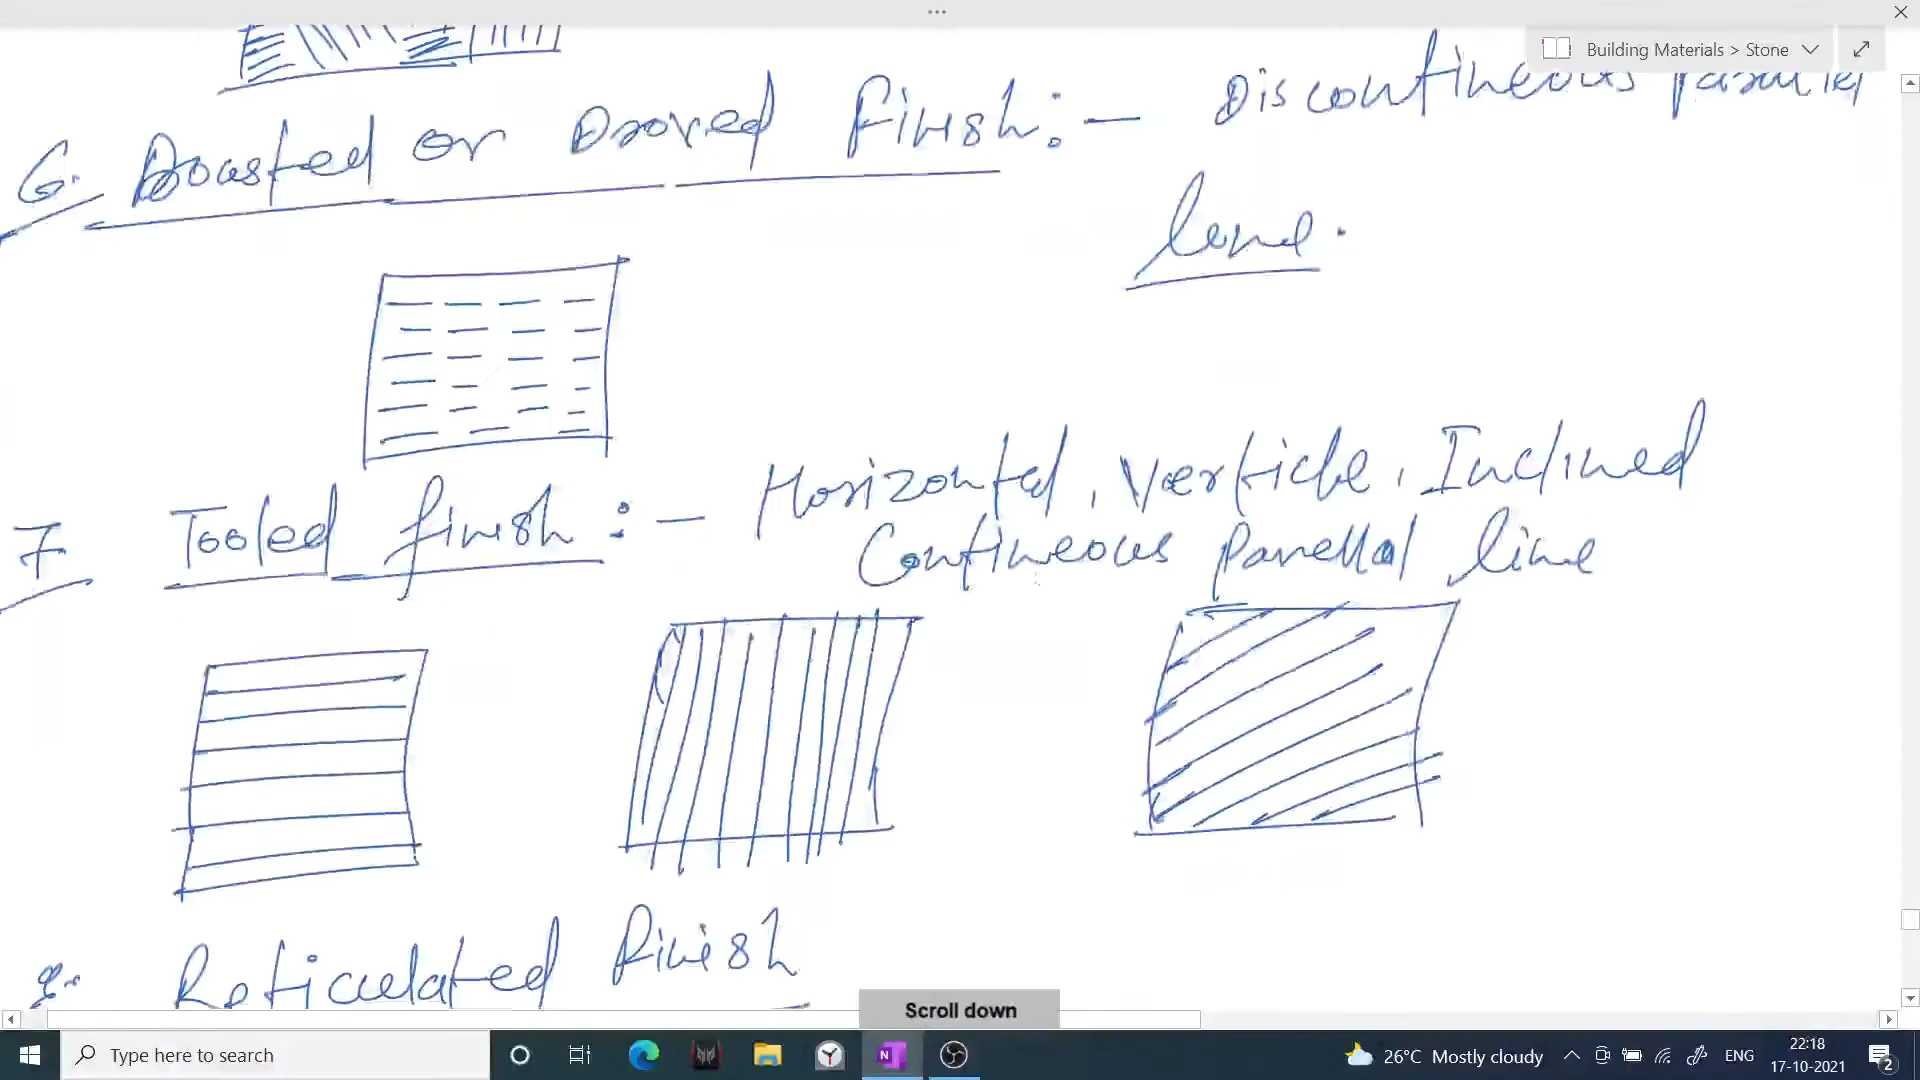 Building Materials > Stone
6. Boasted or Droved finish :- Discontineous Parallel
line.
7 Tooled finish :- Horizontal, Verticle, Inclined
Contineous Parellal line
8. Reticulated finish
Scroll down
Type here to search
26°C Mostly cloudy
ENG
22:18
17-10-2021
2